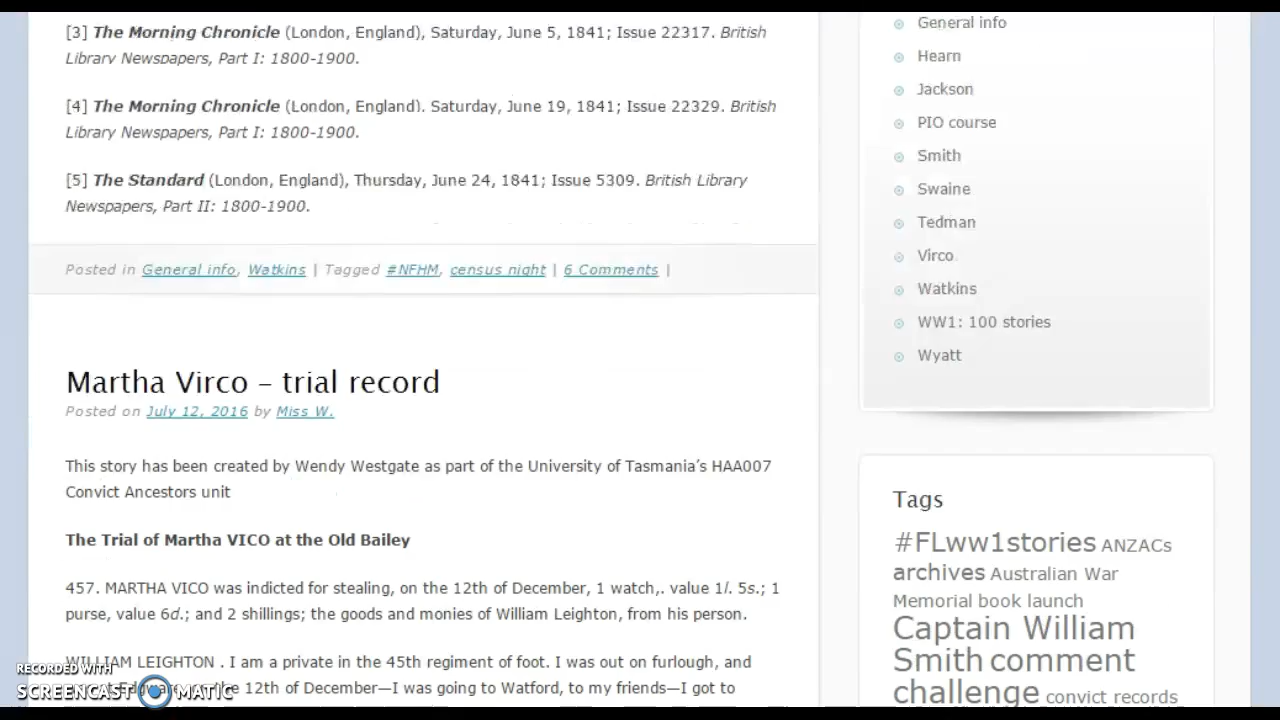 [3] The Morning Chronicle (London, England), Saturday, June 5, 1841; Issue 22317. British
Library Newspapers, Part I: 1800-1900.
[4] The Morning Chronicle (London, England). Saturday, June 19, 1841; Issue 22329. British
Library Newspapers, Part I: 1800-1900.
[5] The Standard (London, England), Thursday, June 24, 1841; Issue 5309. British Library
Newspapers, Part II: 1800-1900.
Posted in General info, Watkins | Tagged #NFHM, census night | 6 Comments |
Martha Virco – trial record
Posted on July 12, 2016 by Miss W.
This story has been created by Wendy Westgate as part of the University of Tasmania's HAA007
Convict Ancestors unit
The Trial of Martha VICO at the Old Bailey
457. MARTHA VICO was indicted for stealing, on the 12th of December, 1 watch,. value 1l. 5s.; 1
purse, value 6d.; and 2 shillings; the goods and monies of William Leighton, from his person.
WILLIAM LEIGHTON . I am a private in the 45th regiment of foot. I was out on furlough, and
12th of December—I was going to Watford, to my friends—I got to
General info
Hearn
Jackson
PIO course
Smith
Swaine
Tedman
Virco
Watkins
WW1: 100 stories
Wyatt
Tags
#FLww1stories ANZACs
archives Australian War
Memorial book launch
Captain William
Smith comment
challenge convict records
RECORDED WITH
SCREENCAST MATIC